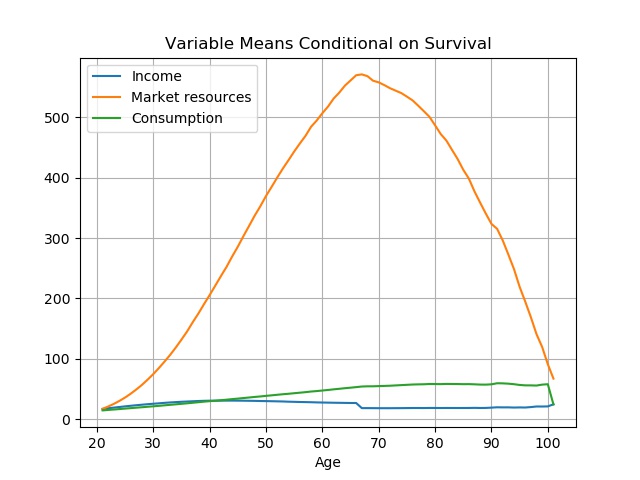 Variable Means Conditional on Survival
Income
Market resources
Consumption
500
400
300
200
100
0
20 30 40 50 60 70 80 90 100
Age